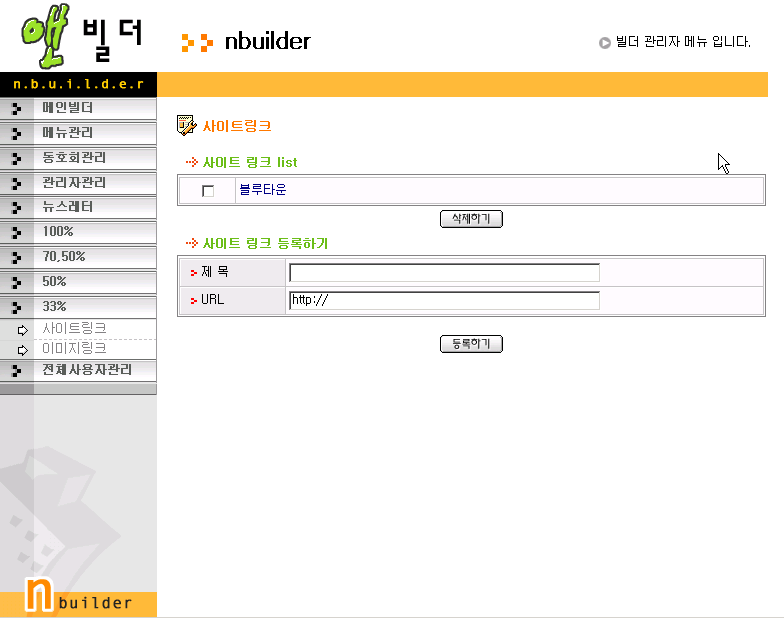 앤 빌더
nbuilder
빌더 관리자 메뉴 입니다.
n.b.u.i.l.d.e.r
메인빌더
메뉴관리
동호회관리
관리자관리
뉴스레터
100%
70,50%
50%
33%
사이트링크
이미지링크
전체사용자관리
사이트링크
사이트 링크 list
블루타운
삭제하기
사이트 링크 등록하기
제 목
URL http://
등록하기
n builder